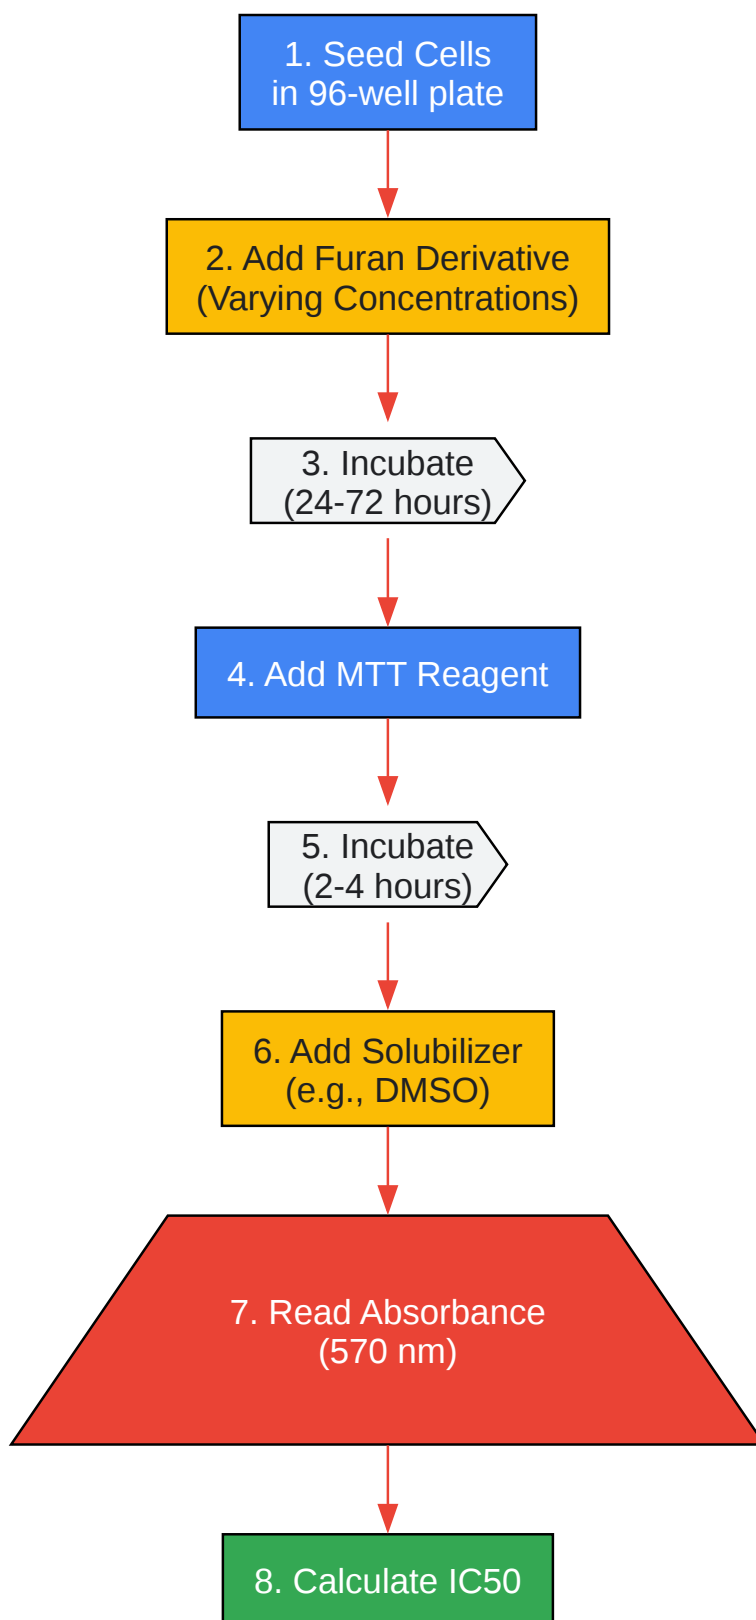 1. Seed Cells
in 96-well plate
2. Add Furan Derivative
(Varying Concentrations)
3. Incubate
(24-72 hours)
4. Add MTT Reagent
5. Incubate
(2-4 hours)
6. Add Solubilizer
(e.g., DMSO)
7. Read Absorbance
(570 nm)
8. Calculate IC50